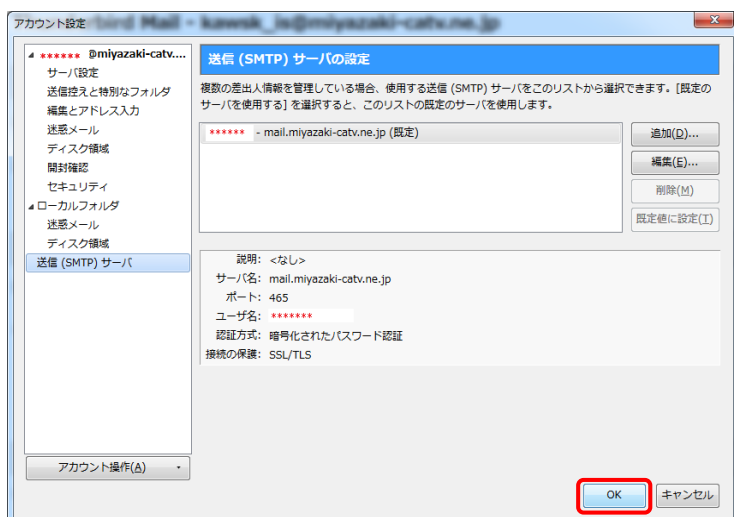 アカウント設定
bird Mail - kawsk_is@miyazaki-catv.ne.jp
****** @miyazaki-catv....
サーバ設定
送信控えと特別なフォルダ
編集とアドレス入力
迷惑メール
ディスク領域
開封確認
セキュリティ
ローカルフォルダ
迷惑メール
ディスク領域
送信 (SMTP) サーバ
アカウント操作(A)
送信 (SMTP) サーバの設定
複数の差出人情報を管理している場合、使用する送信 (SMTP) サーバをこのリストから選択できます。[既定の
サーバを使用する] を選択すると、このリストの既定のサーバを使用します。
****** - mail.miyazaki-catv.ne.jp (既定)
追加(D)...
編集(E)...
削除(M)
既定値に設定(T)
説明: <なし>
サーバ名: mail.miyazaki-catv.ne.jp
ポート: 465
ユーザ名: *******
認証方式: 暗号化されたパスワード認証
接続の保護: SSL/TLS
OK
キャンセル